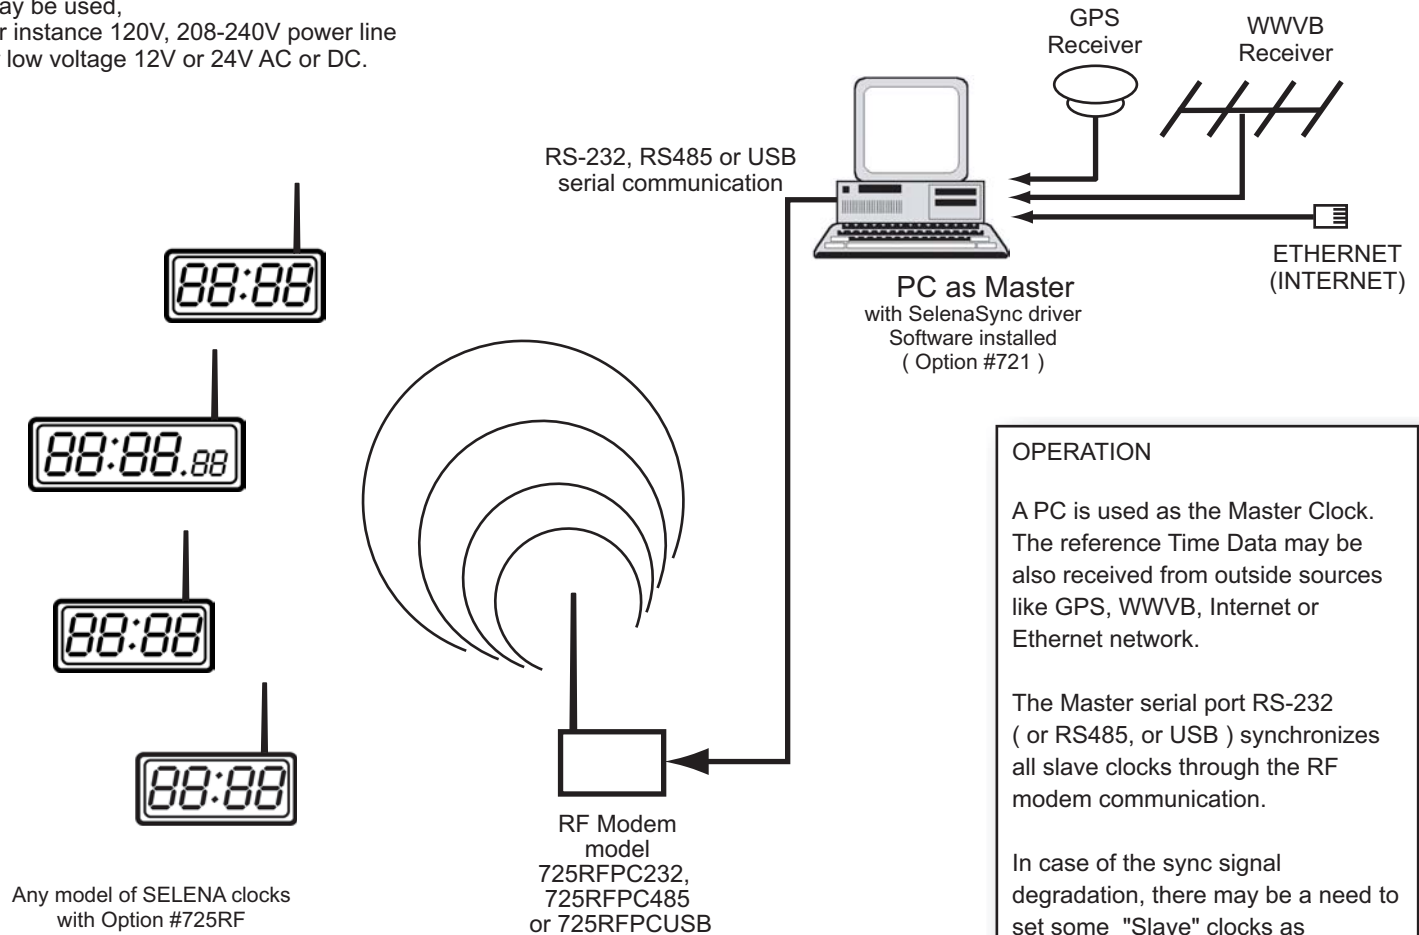 ay be used,
r instance 120V, 208-240V power line
low voltage 12V or 24V AC or DC.
GPS
Receiver
WWVB
Receiver
RS-232, RS485 or USB
serial communication
ETHERNET
(INTERNET)
PC as Master
with SelenaSync driver
Software installed
( Option #721 )
88:88
88:88.88
88:88
88:88
Any model of SELENA clocks
with Option #725RF
RF Modem
model
725RFPC232,
725RFPC485
or 725RFPCUSB
OPERATION
A PC is used as the Master Clock.
The reference Time Data may be
also received from outside sources
like GPS, WWVB, Internet or
Ethernet network.
The Master serial port RS-232
( or RS485, or USB ) synchronizes
all slave clocks through the RF
modem communication.
In case of the sync signal
degradation, there may be a need to
set some "Slave" clocks as